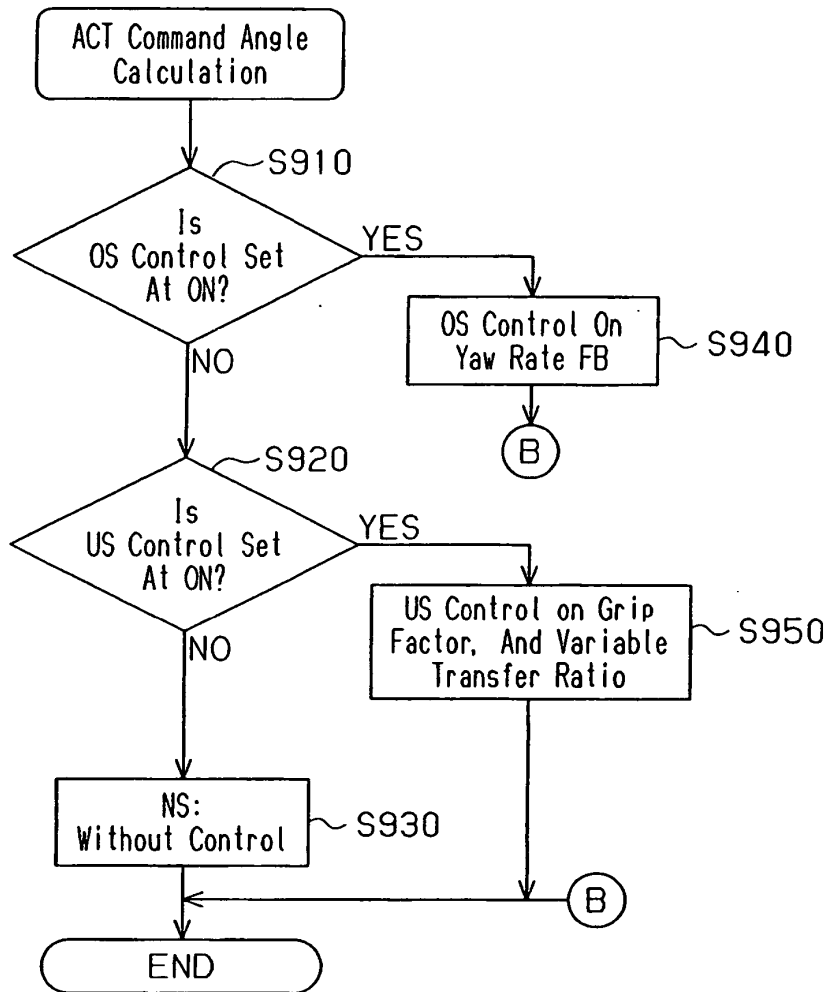 ACT Command Angle
Calculation
S910
Is
OS Control Set
At ON?
YES
OS Control On
Yaw Rate FB
S940
NO
B
S920
Is
US Control Set
At ON?
YES
US Control on Grip
Factor, And Variable
Transfer Ratio
S950
NO
NS:
Without Control
S930
B
END